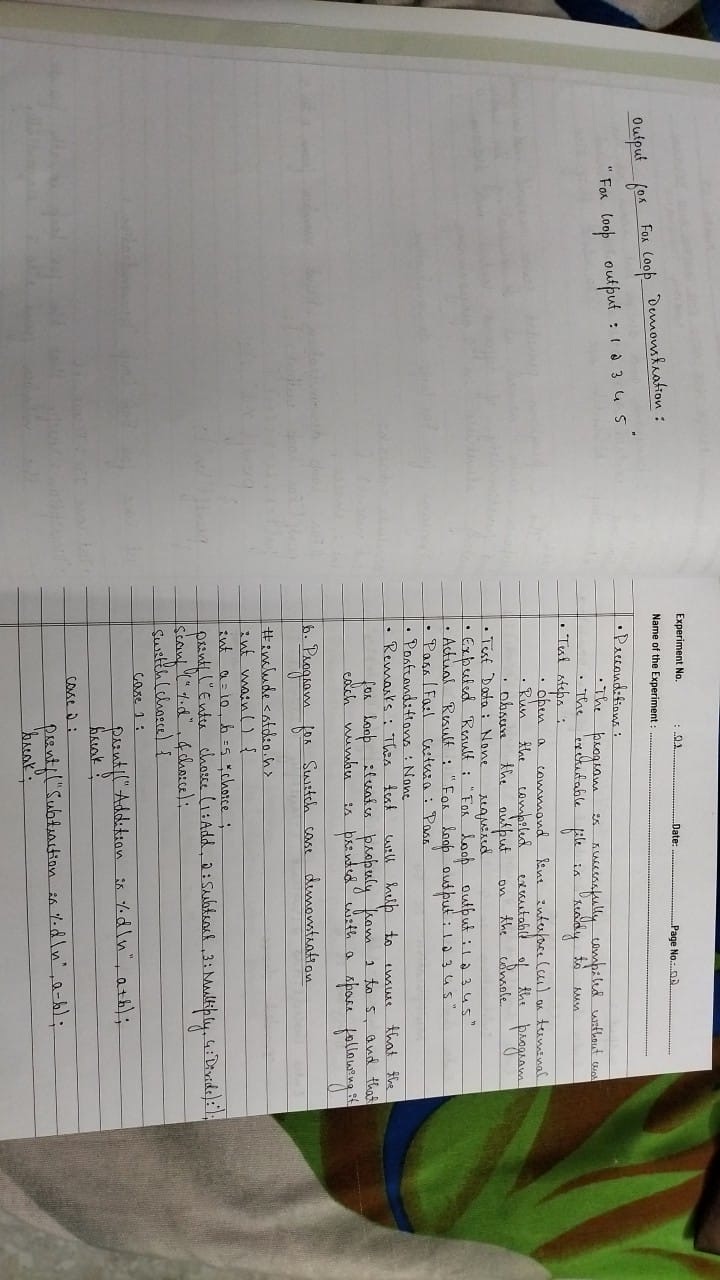 Output for For loop Demonstration :
" For loop output : 1 2 3 4 5 "
Experiment No. : 02 Date: Page No.: 02
Name of the Experiment :
• Preconditions :
• The program is successfully compiled without
• The executable file is ready to run
• Test steps :
• Open a command line interface (CLI) or terminal
• Run the compiled executable of the program
• Observe the output on the console.
• Test Data : None required
• Expected Result : " For loop output : 1 2 3 4 5 "
• Actual Result : " For loop output : 1 2 3 4 5 "
• Pass/Fail Criteria : Pass
• Postconditions : None
• Remarks : This test will help to ensure that the
for loop iterates properly from 1 to 5, and that
each number is printed with a space following it
b. Program for Switch case demonstration
#include <stdio.h>
int main() {
int a = 10, b = 5, choice ;
printf("Enter choice (1: Add, 2: Subtract, 3: Multiply, 4: Divide): ");
scanf("%d", &choice);
switch (choice) {
case 1 :
printf("Addition is %d\n", a+b);
break ;
case 2 :
printf("Subtraction is %d\n", a-b);
break ;